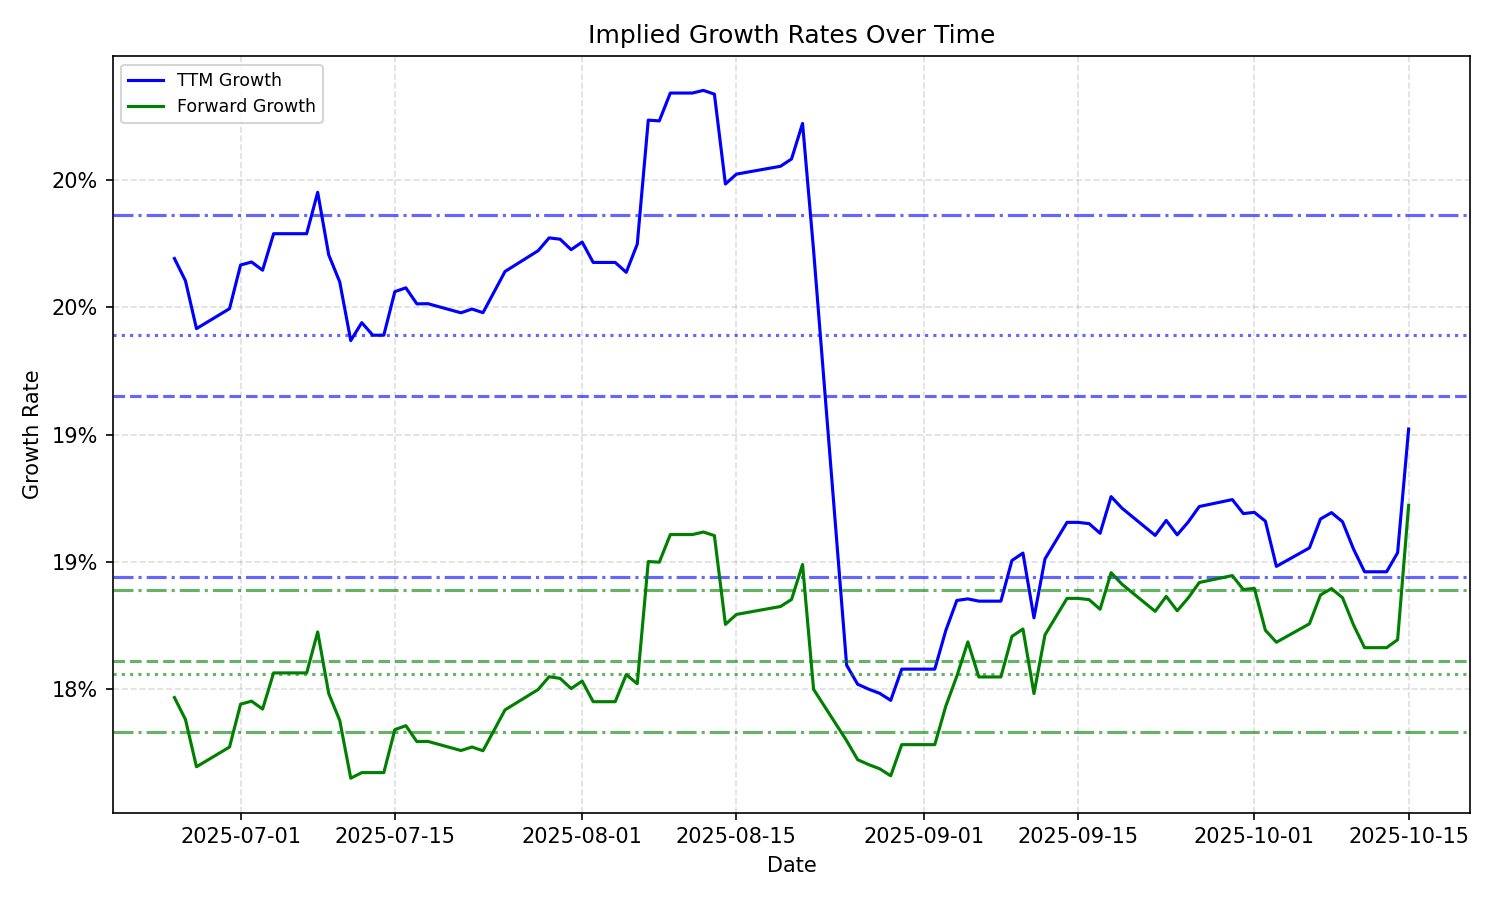 Implied Growth Rates Over Time
TTM Growth
Forward Growth
20%
20%
19%
19%
18%
Growth Rate
2025-07-01
2025-07-15
2025-08-01
2025-08-15
2025-09-01
2025-09-15
2025-10-01
2025-10-15
Date